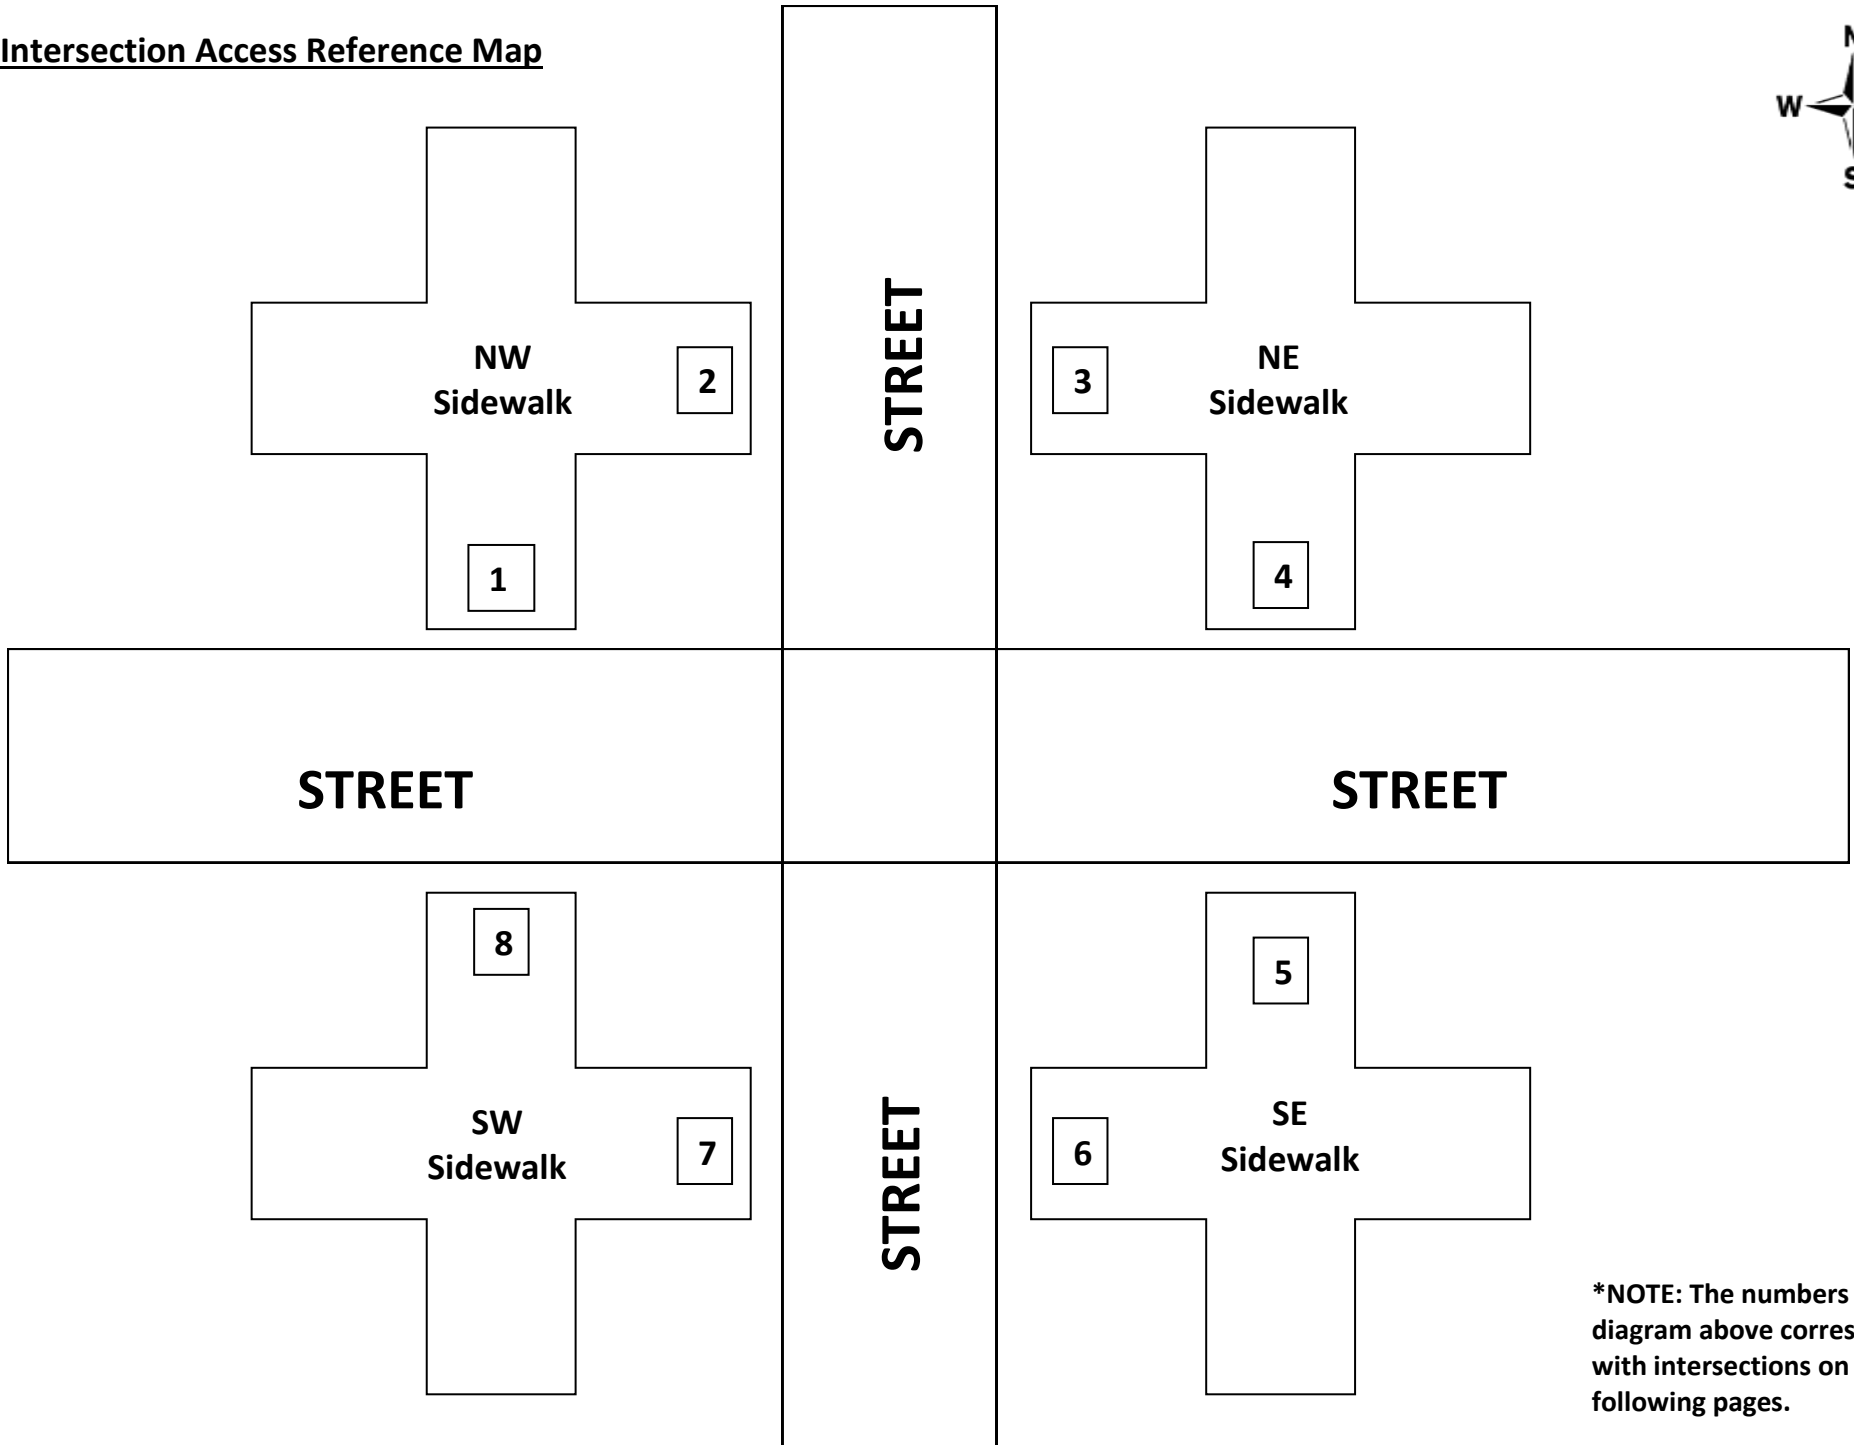 Intersection Access Reference Map
W
STREET
NW
Sidewalk
2
3
NE
Sidewalk
1
4
STREET
STREET
8
5
SW
Sidewalk
7
STREET
6
SE
Sidewalk
*NOTE: The numbers
diagram above corres
with intersections on
following pages.